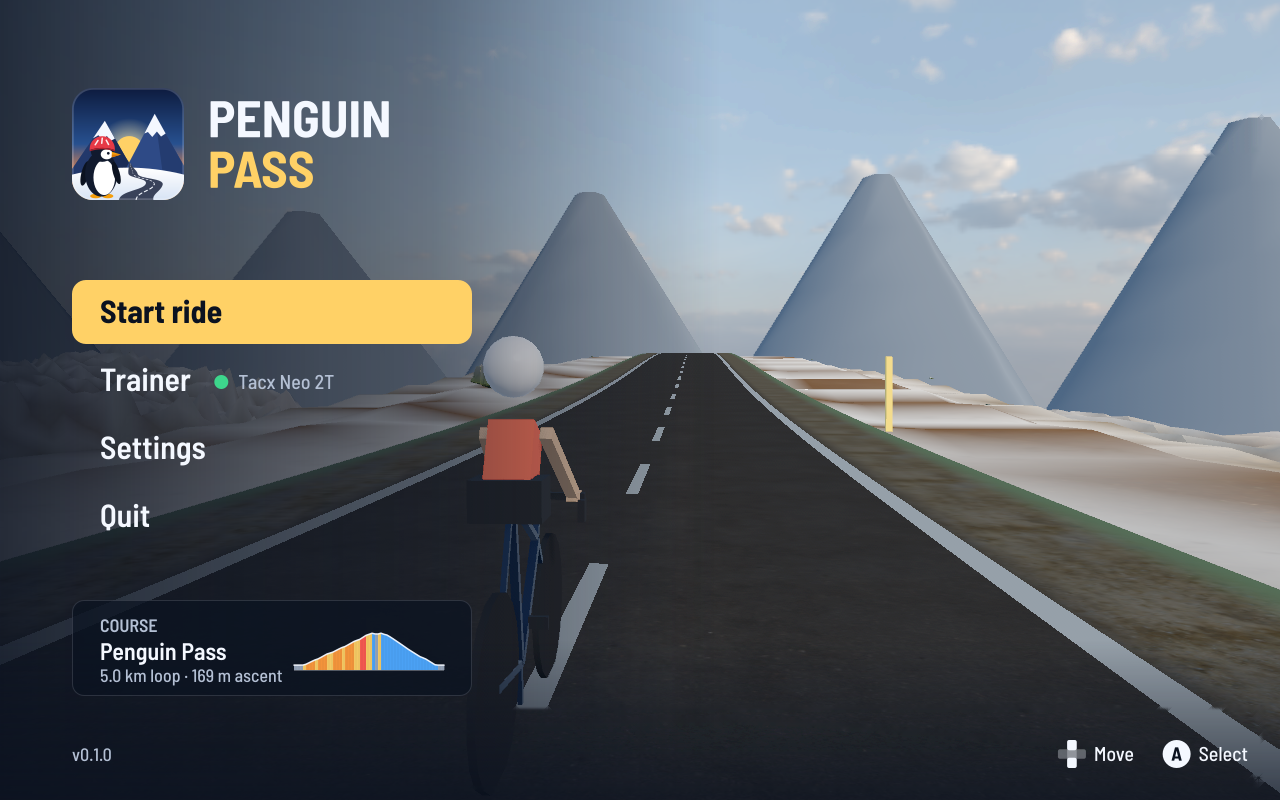 PENGUIN
PASS
Start ride
Trainer Tacx Neo 2T
Settings
Quit
COURSE
Penguin Pass
5.0 km loop · 169 m ascent
v0.1.0
Move A Select